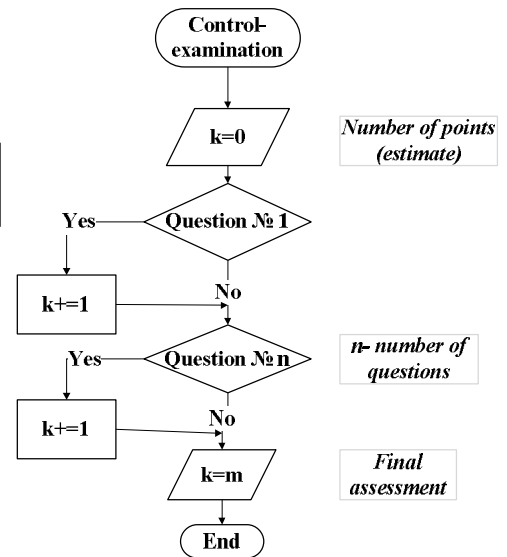 Control-
examination
k=0
Number of points
(estimate)
Yes
Question № 1
No
k+=1
Yes
Question № n
n- number of
questions
No
k+=1
k=m
Final
assessment
End